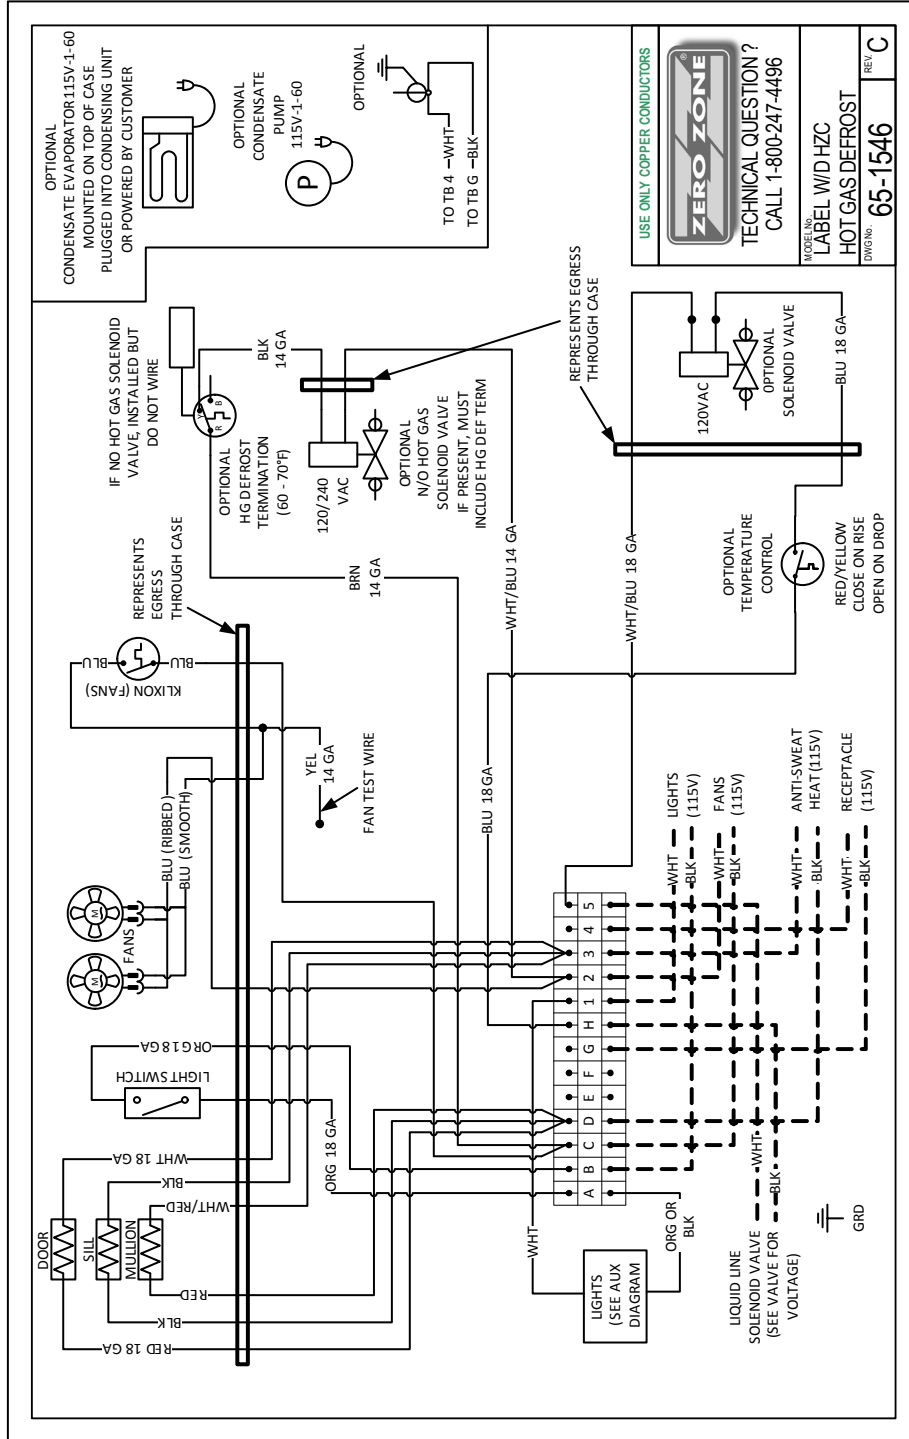 OPTIONAL
CONDENSATE EVAPORATOR 115V-1-60
MOUNTED ON TOP OF CASE
PLUGGED INTO CONDENSING UNIT
OR POWERED BY CUSTOMER
OPTIONAL
CONDENSATE
PUMP
115V-1-60
P
OPTIONAL
TO TB 4
WHT
TO TB G
BLK
USE ONLY COPPER CONDUCTORS
ZERO ZONE
®
TECHNICAL QUESTION ?
CALL 1-800-247-4496
MODEL No.
LABEL W/D HZC
HOT GAS DEFROST
DWG No.
65-1546
REV.
C
IF NO HOT GAS SOLENOID
VALVE, INSTALLED BUT
DO NOT WIRE
Y
B
R
OPTIONAL
HG DEFROST
TERMINATION
(60 - 70°F)
BLK
14 GA
120/240
VAC
OPTIONAL
N/O HOT GAS
SOLENOID VALVE
IF PRESENT, MUST
INCLUDE HG DEF TERM
REPRESENTS EGRESS
THROUGH CASE
120VAC
OPTIONAL
SOLENOID VALVE
BLU 18 GA
REPRESENTS
EGRESS
THROUGH CASE
BRN
14 GA
WHT/BLU 14 GA
WHT/BLU 18 GA
OPTIONAL
TEMPERATURE
CONTROL
RED/YELLOW
CLOSE ON RISE
OPEN ON DROP
BLU
BLU
KLIXON (FANS)
BLU (RIBBED)
BLU (SMOOTH)
YEL
14 GA
FAN TEST WIRE
BLU 18GA
M
M
FANS
ORG 18 GA
LIGHT SWITCH
ORG 18 GA
DOOR
SILL
MULLION
WHT 18 GA
BLK
WHT/RED
RED
BLK
RED 18 GA
A
B
C
D
E
F
G
H
1
2
3
4
5
WHT
LIGHTS
(SEE AUX
DIAGRAM
ORG OR
BLK
WHT
LIGHTS
(115V)
BLK
WHT
FANS
(115V)
BLK
WHT
ANTI-SWEAT
HEAT (115V)
BLK
WHT
RECEPTACLE
(115V)
BLK
LIQUID LINE
SOLENOID VALVE
(SEE VALVE FOR
VOLTAGE)
WHT
BLK
GRD